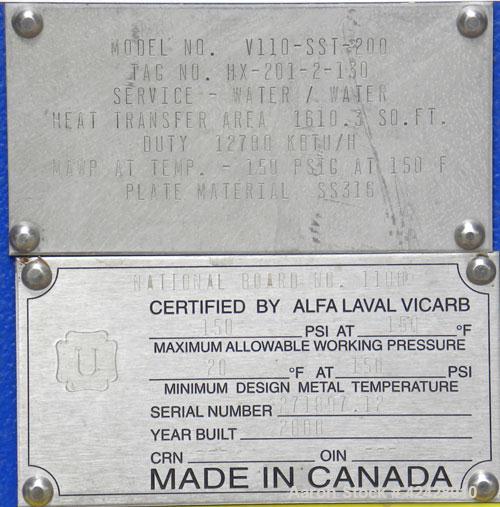 MODEL NO. V110-SST-200
TAG NO. HX-201-2-130
SERVICE - WATER / WATER
HEAT TRANSFER AREA 1610.3 SQ.FT.
DUTY 12700 KBTU/H
MAWP AT TEMP. - 150 PSIG AT 150 F
PLATE MATERIAL SS316
NATIONAL BOARD NO. 1100
CERTIFIED BY ALFA LAVAL VICARB
150 PSI AT 150 °F
MAXIMUM ALLOWABLE WORKING PRESSURE
20 °F AT 150 PSI
MINIMUM DESIGN METAL TEMPERATURE
U
SERIAL NUMBER
YEAR BUILT 2000
CRN --- OIN ---
MADE IN CANADA
Aaron Stock #